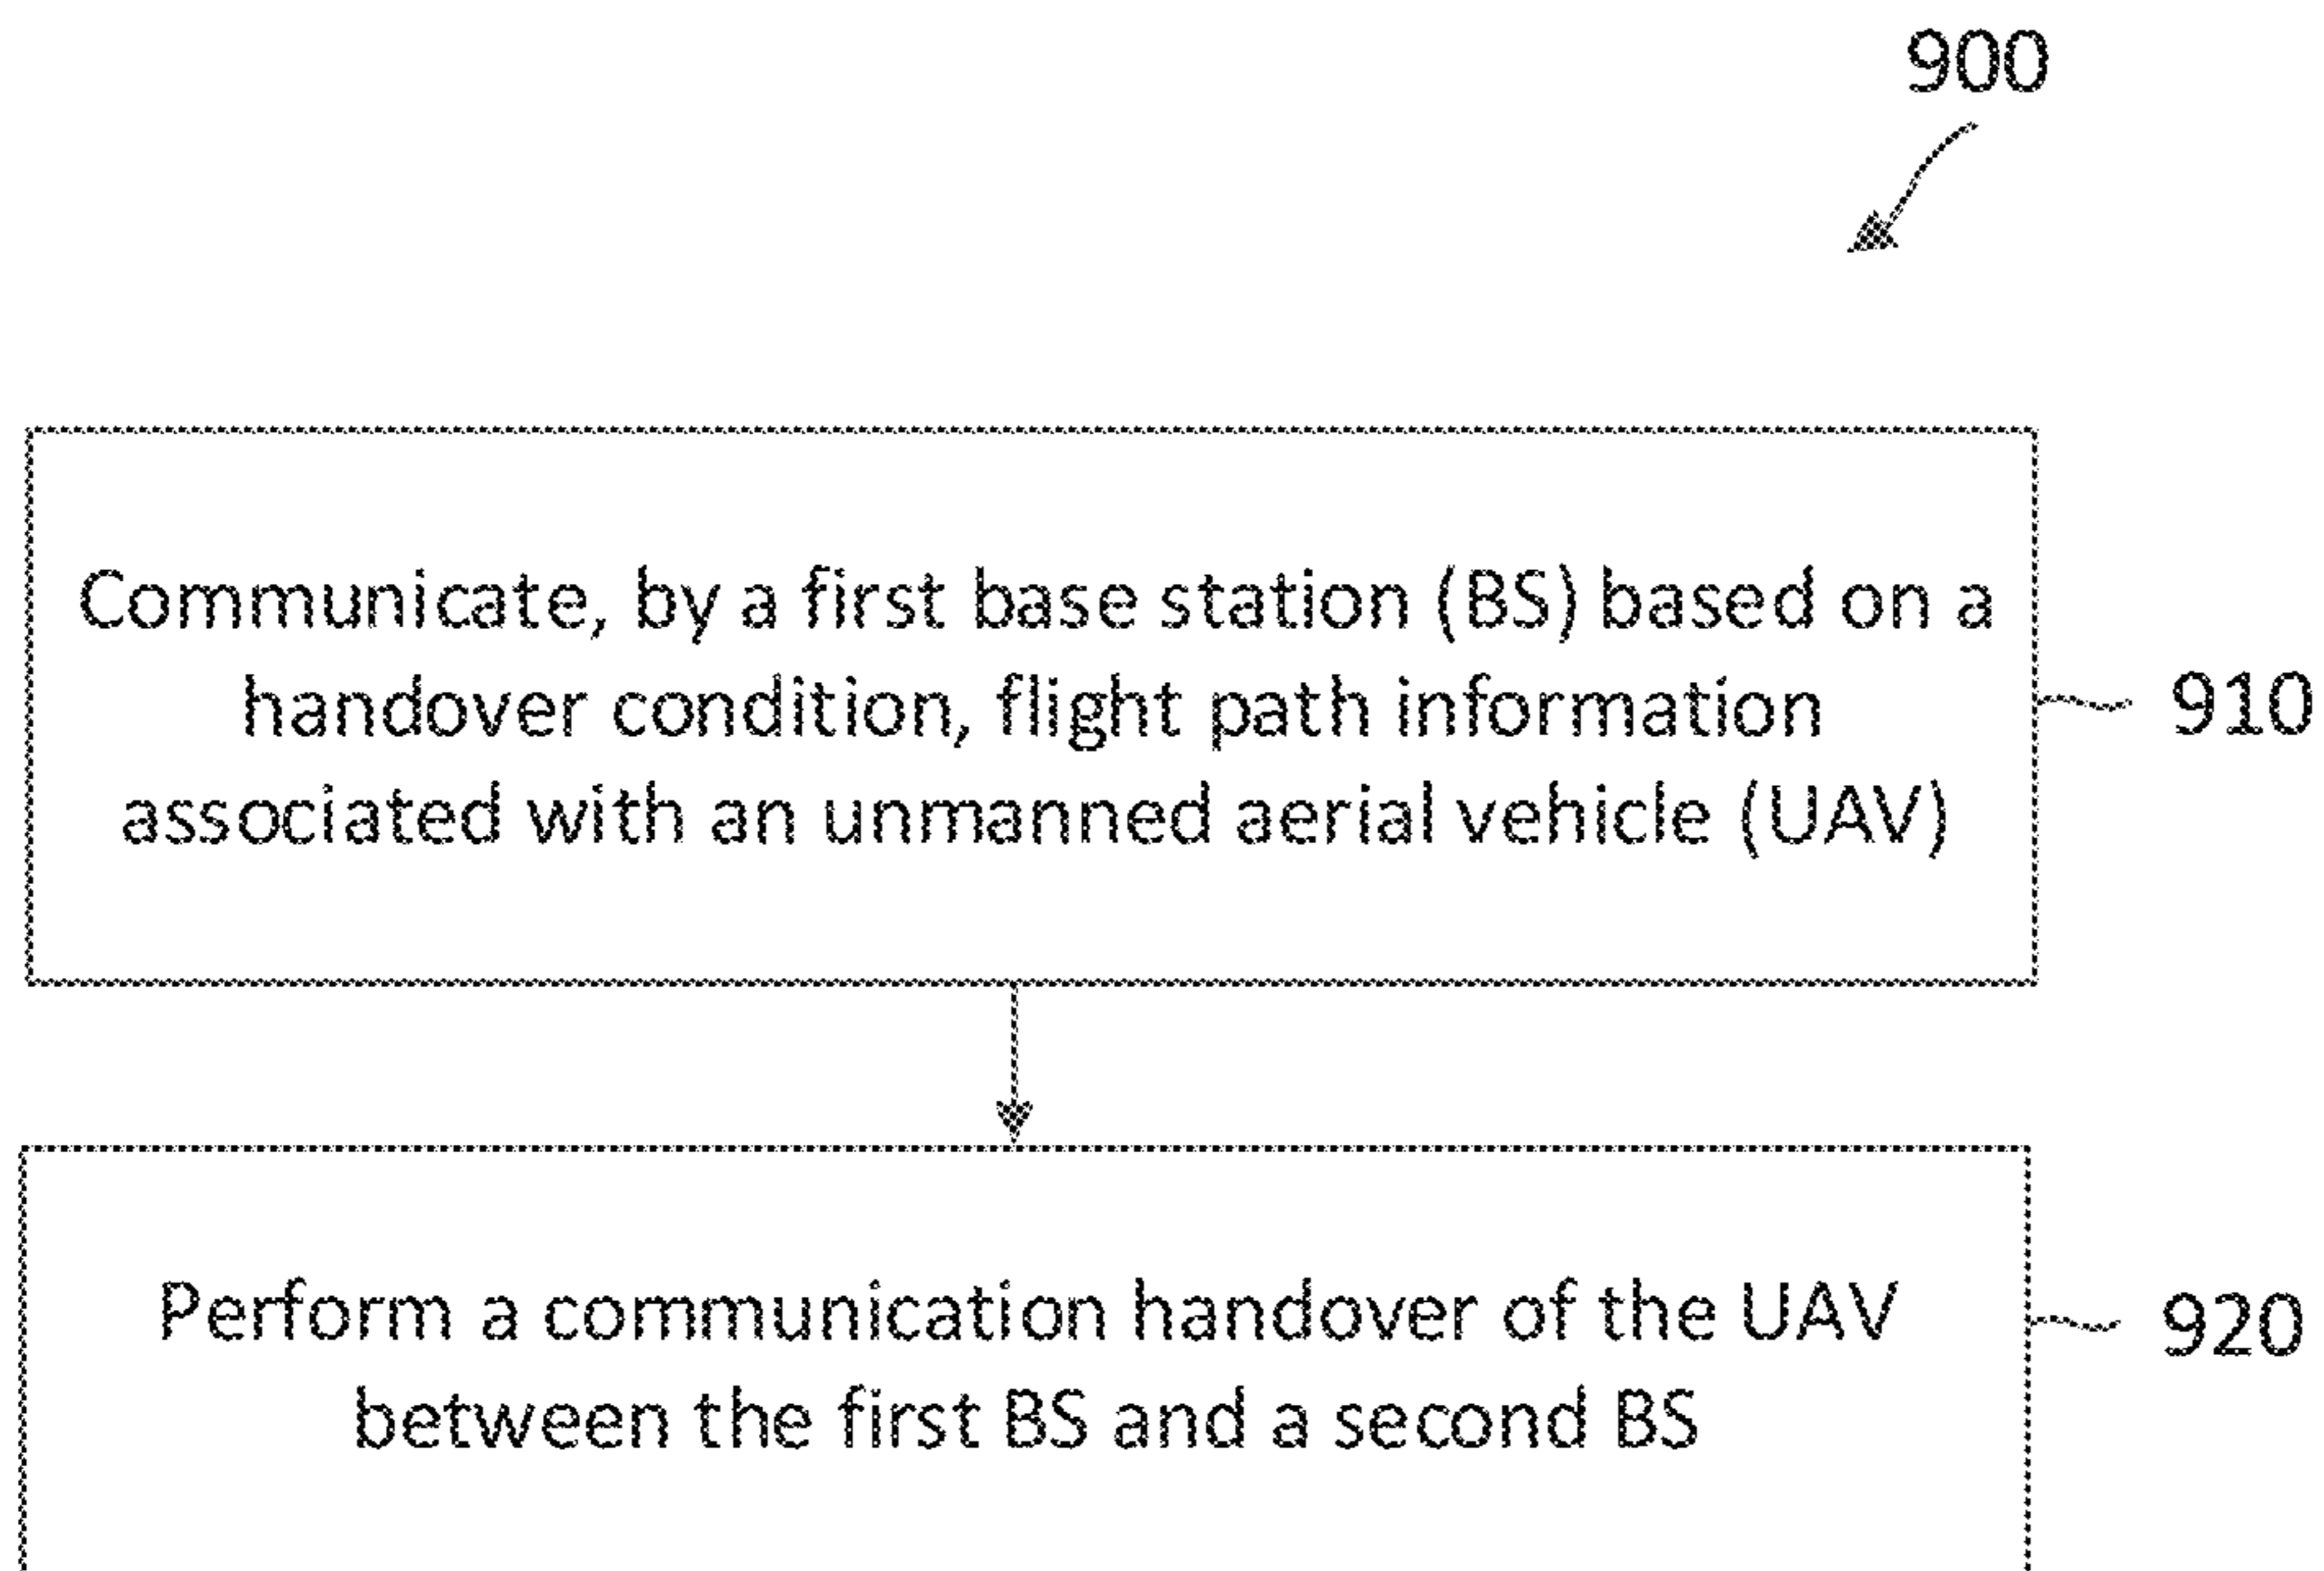 900
Communicate, by a first base station (BS) based on a
handover condition, flight path information
associated with an unmanned aerial vehicle (UAV)
910
Perform a communication handover of the UAV
between the first BS and a second BS
920